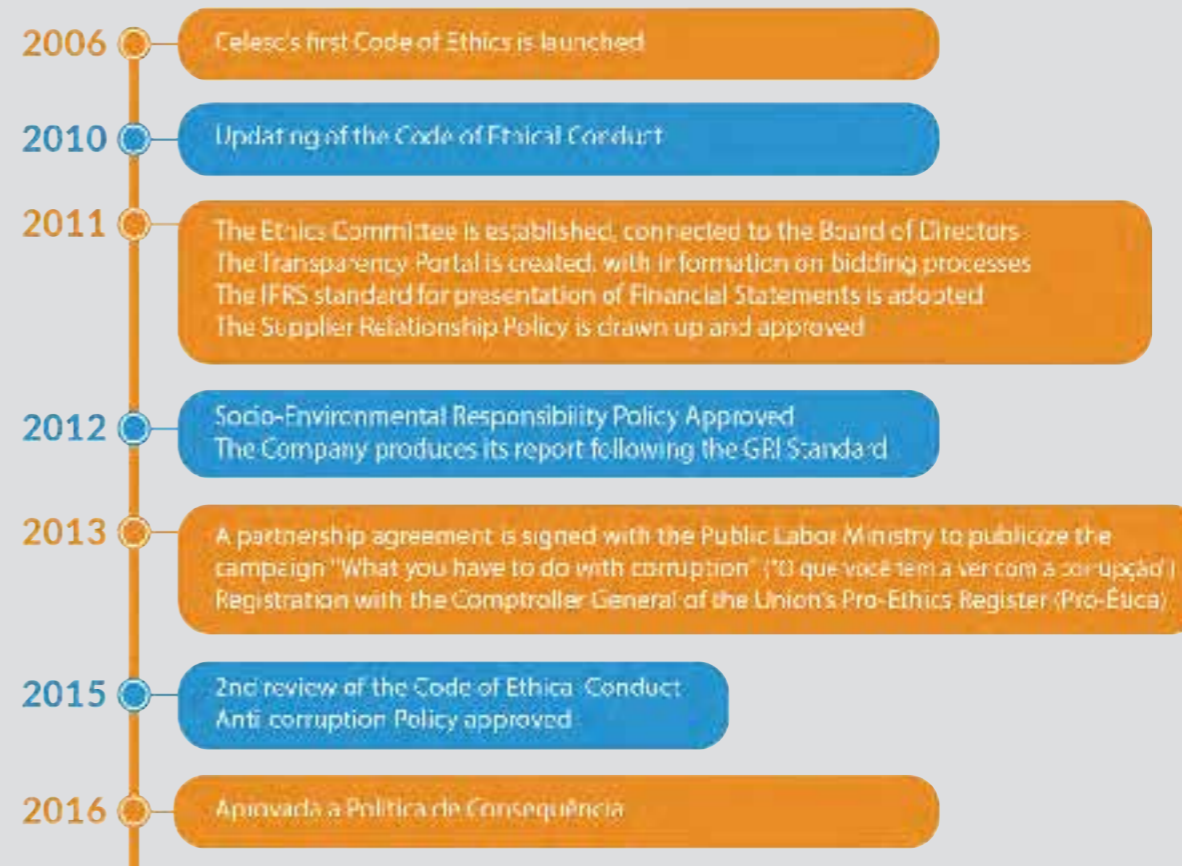 2006
Celesc's first Code of Ethics is launched
2010
Updating of the Code of Ethical Conduct
2011
The Ethics Committee is established, connected to the Board of Directors
The Transparency Portal is created, with information on bidding processes
The IFRS standard for presentation of Financial Statements is adopted
The Supplier Relationship Policy is drawn up and approved
2012
Socio-Environmental Responsibility Policy Approved
The Company produces its report following the GRI Standard
2013
A partnership agreement is signed with the Public Labor Ministry to publicize the
campaign "What you have to do with corruption" ("O que você tem a ver com a corrupção")
Registration with the Comptroller General of the Union's Pro-Ethics Register (Pró-Ética)
2015
2nd review of the Code of Ethical Conduct
Anti-corruption Policy approved
2016
Aprovada a Política de Consequência